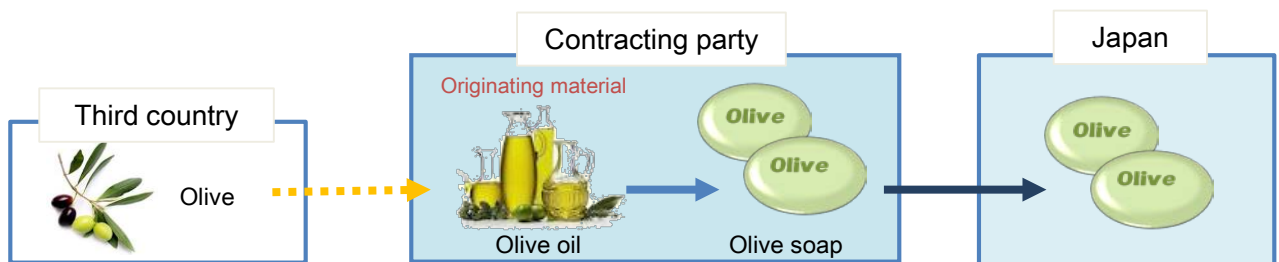 Third country
Olive
Contracting party
Originating material
Olive oil
Olive
Olive
Olive soap
Japan
Olive
Olive